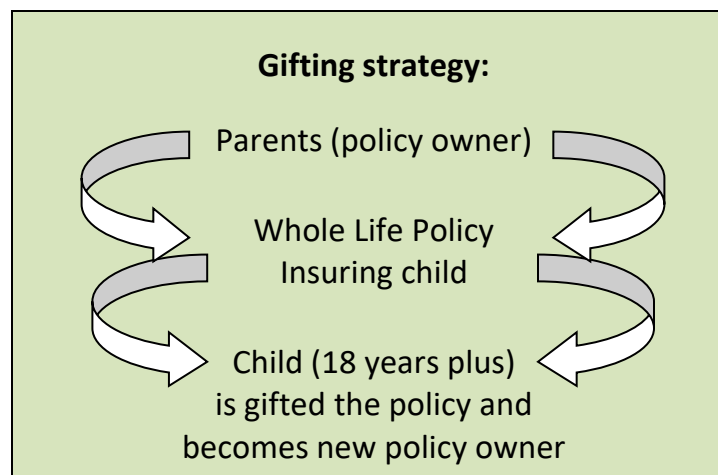 Gifting strategy:
Parents (policy owner)
Whole Life Policy
Insuring child
Child (18 years plus)
is gifted the policy and
becomes new policy owner